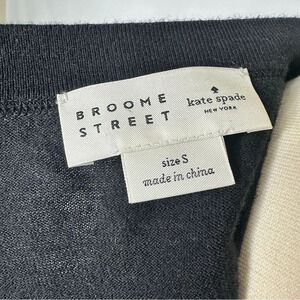 BROOME
STREET
kate spade
NEW YORK
size S
made in china